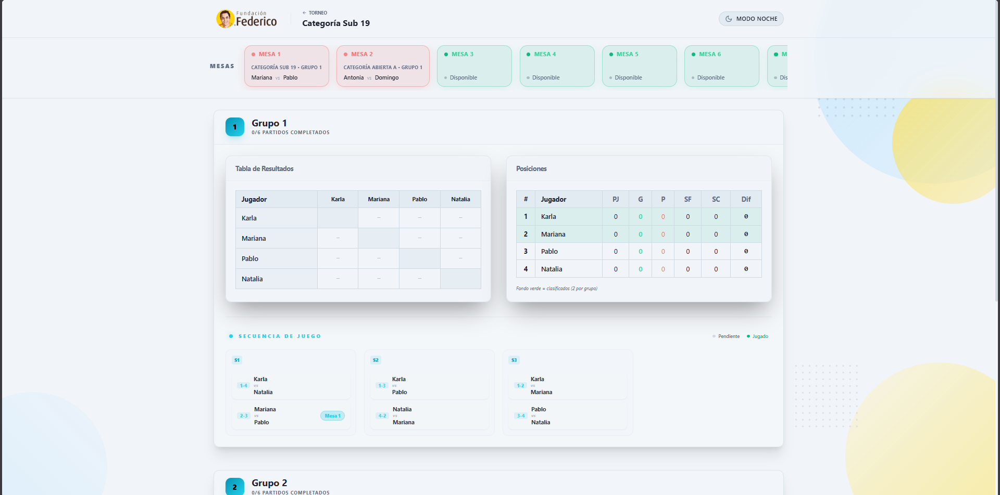 Fundación
Federico
← TORNEO
Categoría Sub 19
MODO NOCHE
MESAS
MESA 1
CATEGORÍA SUB 19 • GRUPO 1
Mariana vs Pablo
MESA 2
CATEGORÍA ABIERTA A • GRUPO 1
Antonia vs Domingo
MESA 3
Disponible
MESA 4
Disponible
MESA 5
Disponible
MESA 6
Disponible
M
Dis
1
Grupo 1
0/6 PARTIDOS COMPLETADOS
Tabla de Resultados
Jugador Karla Mariana Pablo Natalia
Karla – – –
Mariana – – –
Pablo – – –
Natalia – – –
Posiciones
# Jugador PJ G P SF SC Dif
1 Karla 0 0 0 0 0 0
2 Mariana 0 0 0 0 0 0
3 Pablo 0 0 0 0 0 0
4 Natalia 0 0 0 0 0 0
Fondo verde = clasificados (2 por grupo)
SECUENCIA DE JUEGO
Pendiente Jugado
S1
1-4
Karla
vs
Natalia
2-3
Mariana
vs
Pablo
Mesa 1
S2
1-3
Karla
vs
Pablo
4-2
Natalia
vs
Mariana
S3
1-2
Karla
vs
Mariana
3-4
Pablo
vs
Natalia
2
Grupo 2
0/6 PARTIDOS COMPLETADOS